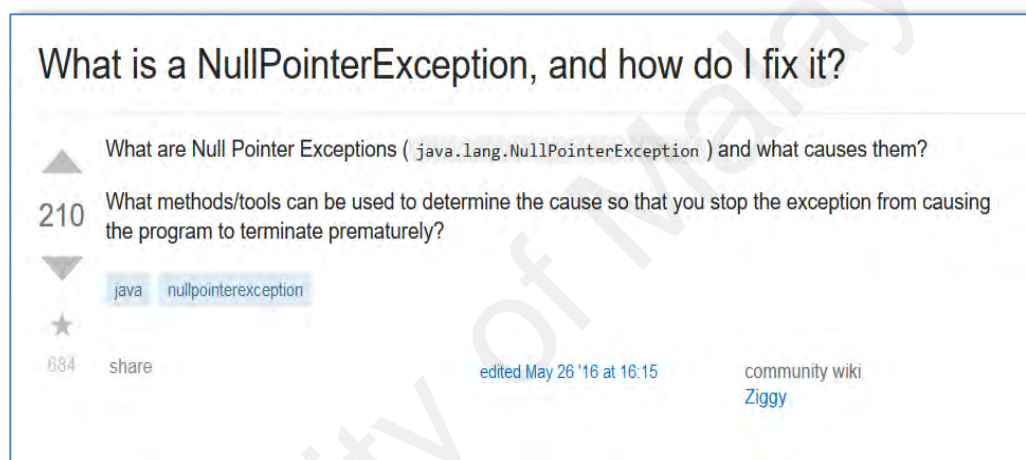 What is a NullPointerException, and how do I fix it?
What are Null Pointer Exceptions ( java.lang.NullPointerException ) and what causes them?
210
What methods/tools can be used to determine the cause so that you stop the exception from causing
the program to terminate prematurely?
java nullpointerexception
684 share edited May 26 '16 at 16:15 community wiki
Ziggy
ity of Malay